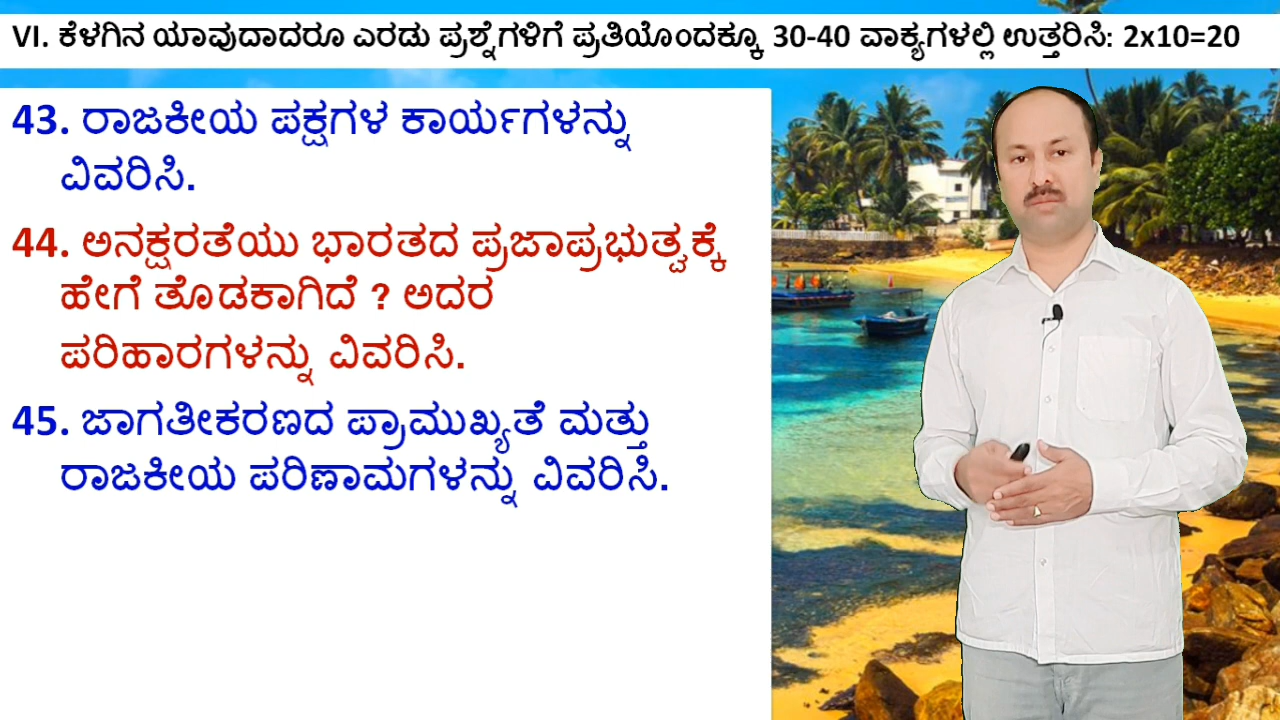 VI. ಕೆಳಗಿನ ಯಾವುದಾದರೂ ಎರಡು ಪ್ರಶ್ನೆಗಳಿಗೆ ಪ್ರತಿಯೊಂದಕ್ಕೂ 30-40 ವಾಕ್ಯಗಳಲ್ಲಿ ಉತ್ತರಿಸಿ: 2x10=20
43. ರಾಜಕೀಯ ಪಕ್ಷಗಳ ಕಾರ್ಯಗಳನ್ನು
ವಿವರಿಸಿ.
44. ಅನಕ್ಷರತೆಯು ಭಾರತದ ಪ್ರಜಾಪ್ರಭುತ್ವಕ್ಕೆ
ಹೇಗೆ ತೊಡಕಾಗಿದೆ ? ಅದರ
ಪರಿಹಾರಗಳನ್ನು ವಿವರಿಸಿ.
45. ಜಾಗತೀಕರಣದ ಪ್ರಾಮುಖ್ಯತೆ ಮತ್ತು
ರಾಜಕೀಯ ಪರಿಣಾಮಗಳನ್ನು ವಿವರಿಸಿ.